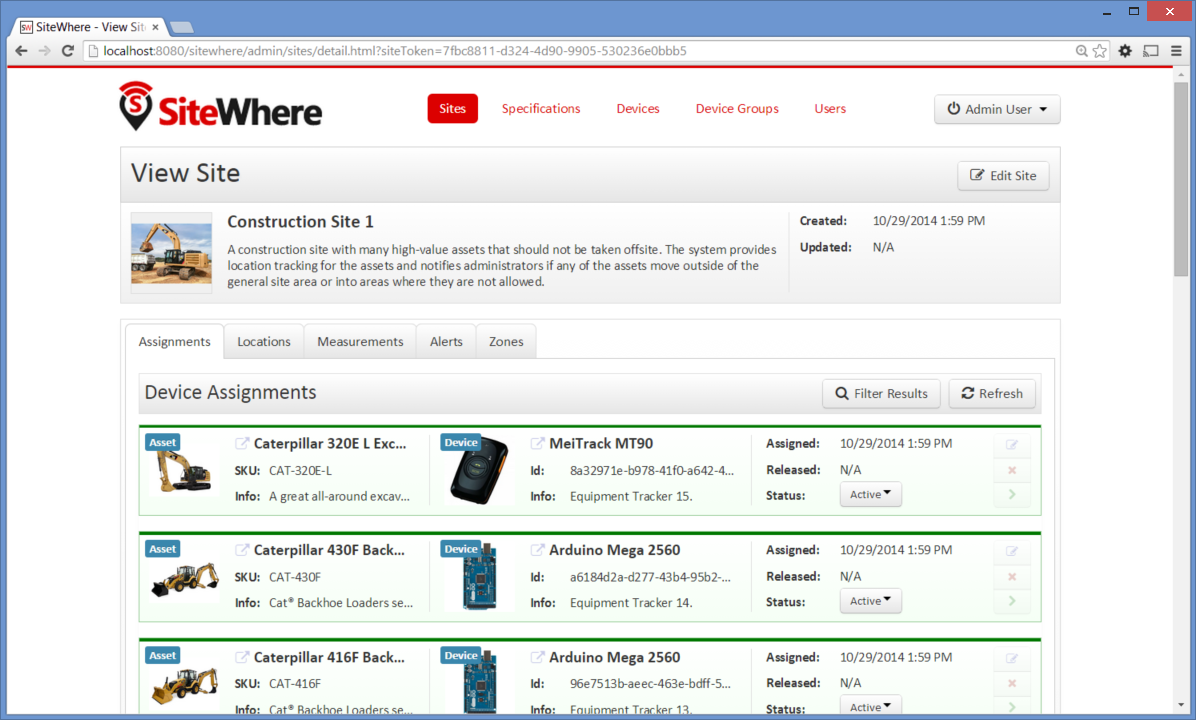 SW SiteWhere - View Sit
localhost:8080/sitewhere/admin/sites/detail.html?siteToken=7fbc8811-d324-4d90-9905-530236e0bbb5
S SiteWhere
Sites Specifications Devices Device Groups Users Admin User
View Site
Edit Site
Construction Site 1
A construction site with many high-value assets that should not be taken offsite. The system provides
location tracking for the assets and notifies administrators if any of the assets move outside of the
general site area or into areas where they are not allowed.
Created: 10/29/2014 1:59 PM
Updated: N/A
Assignments Locations Measurements Alerts Zones
Device Assignments
Filter Results Refresh
Asset Caterpillar 320E L Exc... Device MeiTrack MT90 Assigned: 10/29/2014 1:59 PM
SKU: CAT-320E-L Id: 8a32971e-b978-41f0-a642-4... Released: N/A
Info: A great all-around excav... Info: Equipment Tracker 15. Status: Active
Asset Caterpillar 430F Back... Device Arduino Mega 2560 Assigned: 10/29/2014 1:59 PM
SKU: CAT-430F Id: a6184d2a-d277-43b4-95b2-... Released: N/A
Info: Cat® Backhoe Loaders se... Info: Equipment Tracker 14. Status: Active
Asset Caterpillar 416F Back... Device Arduino Mega 2560 Assigned: 10/29/2014 1:59 PM
SKU: CAT-416F Id: 96e7513b-aeec-463e-bdff-5... Released: N/A
Info: Cat® Backhoe Loaders se... Info: Equipment Tracker 13. Status: Active